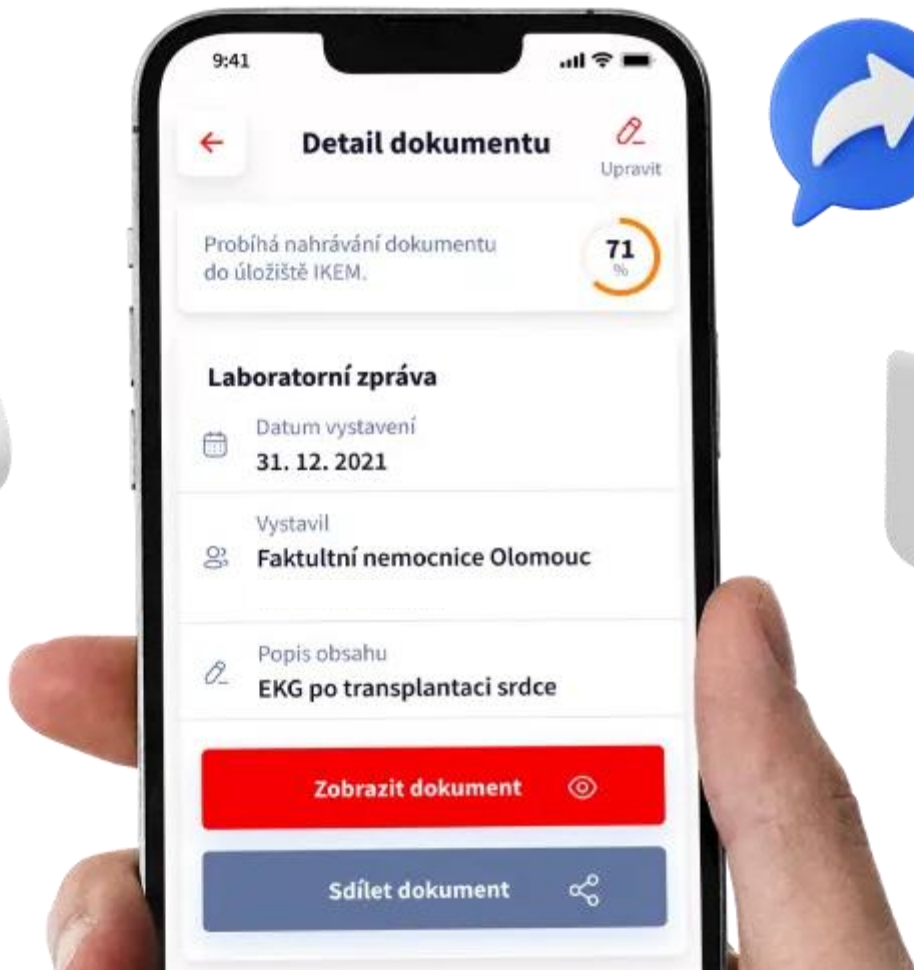 9:41
Detail dokumentu
Upravit
Probíhá nahrávání dokumentu
do úložiště IKEM.
71
%
Laboratorní zpráva
Datum vystavení
31. 12. 2021
Vystavil
Faktultní nemocnice Olomouc
Popis obsahu
EKG po transplantaci srdce
Zobrazit dokument
Sdílet dokument